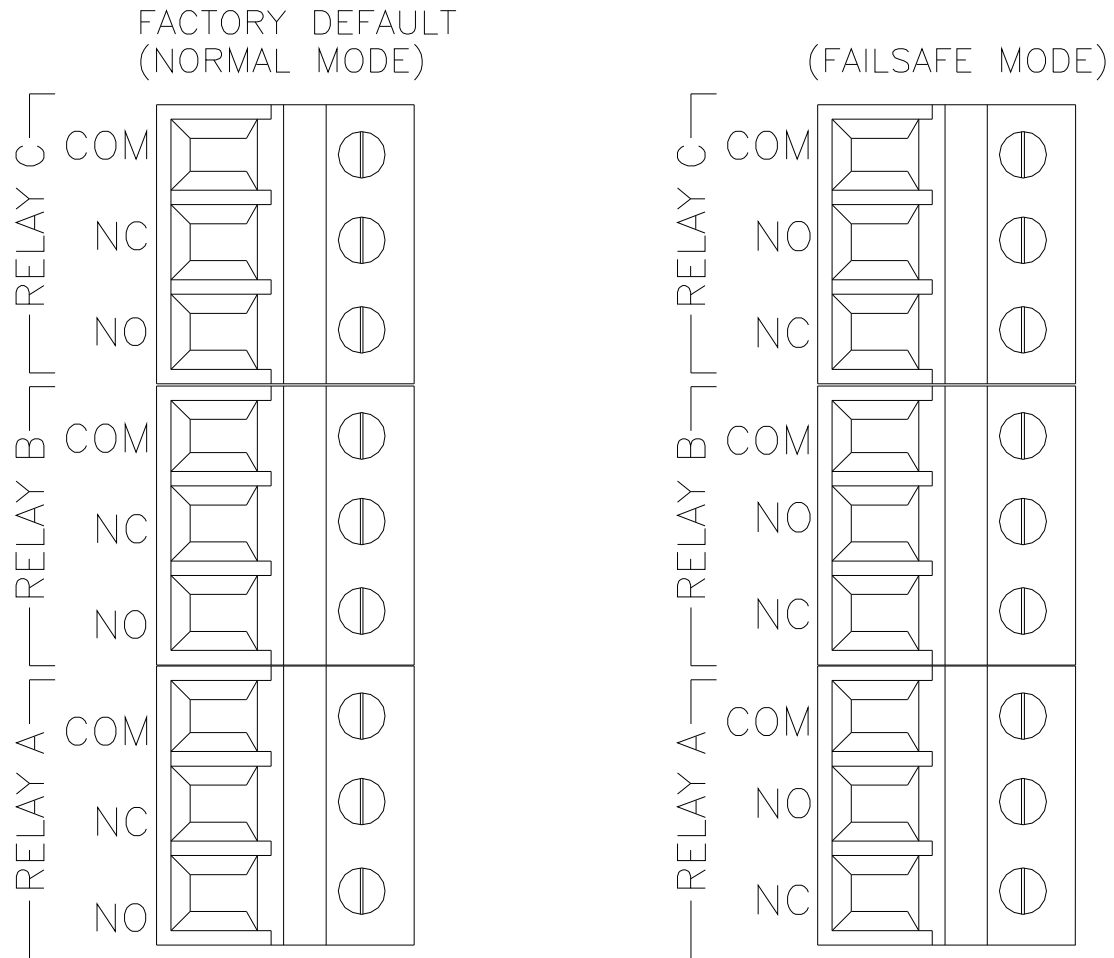 FACTORY DEFAULT
(NORMAL MODE)
RELAY C
COM
NC
NO
RELAY B
COM
NC
NO
RELAY A
COM
NC
NO
(FAILSAFE MODE)
RELAY C
COM
NO
NC
RELAY B
COM
NO
NC
RELAY A
COM
NO
NC